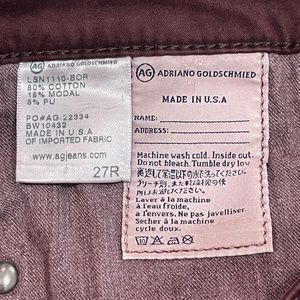 AG ADRIANO GOLDSCHMIED
LSN1110-BOR
80% COTTON
15% MODAL
5% PU
PO#AG-22334
BW10432
MADE IN U.S.A
OF IMPORTED FABRIC
www.agjeans.com
27R
AG ADRIANO GOLDSCHMIED
MADE IN U.S.A
NAME:
ADDRESS:
Machine wash cold. Inside out.
Do not bleach. Tumble dry low.
Laver à la machine
à l'eau froide,
a l'envers. Ne pas javelliser.
Sechér à la machine
cycle doux.